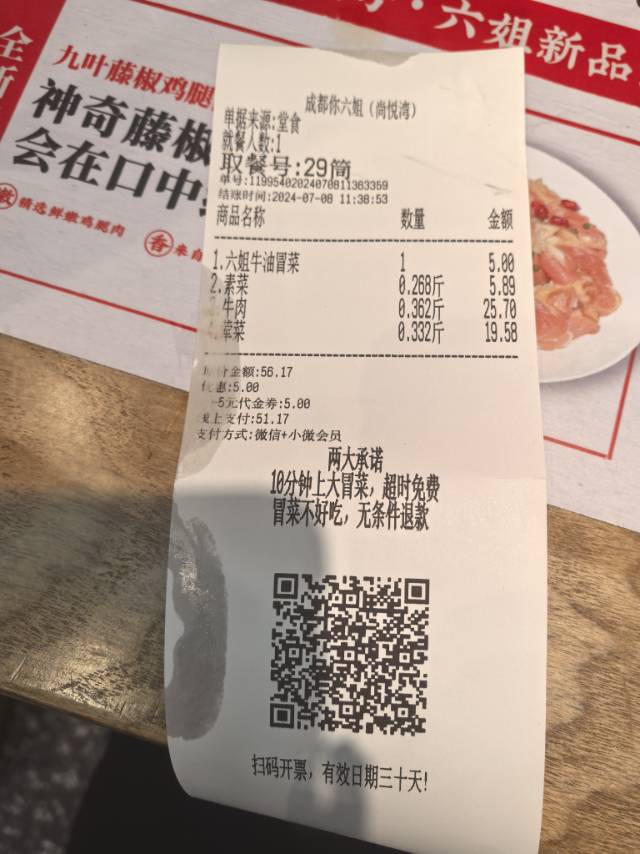 ·六姐新品
全新
九叶藤椒鸡腿
神奇藤椒
会在口中
嫩 精选鲜嫩鸡腿肉
香 来自
成都你六姐（尚悦湾）
单据来源:堂食
就餐人数:1
取餐号:29筒
单号:11995402024070811363359
结账时间:2024-07-08 11:38:53
商品名称 数量 金额
1.六姐牛油冒菜 1 5.00
2.素菜 0.268斤 5.89
3.牛肉 0.362斤 25.70
荤菜 0.332斤 19.58
金额:56.17
优惠:5.00
-5元代金券:5.00
线上支付:51.17
支付方式:微信+小微会员
两大承诺
10分钟上大冒菜，超时免费
冒菜不好吃，无条件退款
扫码开票，有效日期三十天!